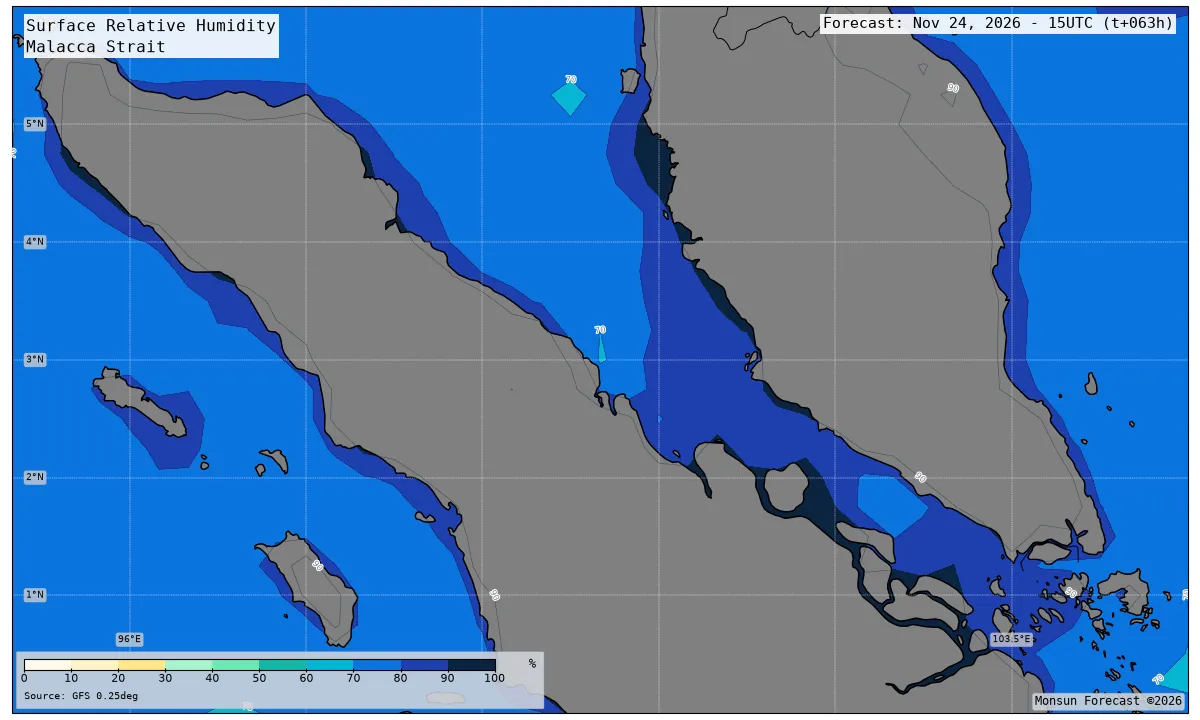 Surface Relative Humidity
Malacca Strait
Forecast: Nov 24, 2026 - 15UTC (t+063h)
70
90
5°N
4°N
70
3°N
2°N
90
90
90
90
1°N
96°E
103.5°E
70
70
%
0 10 20 30 40 50 60 70 80 90 100
Source: GFS 0.25deg
Monsun Forecast ©2026